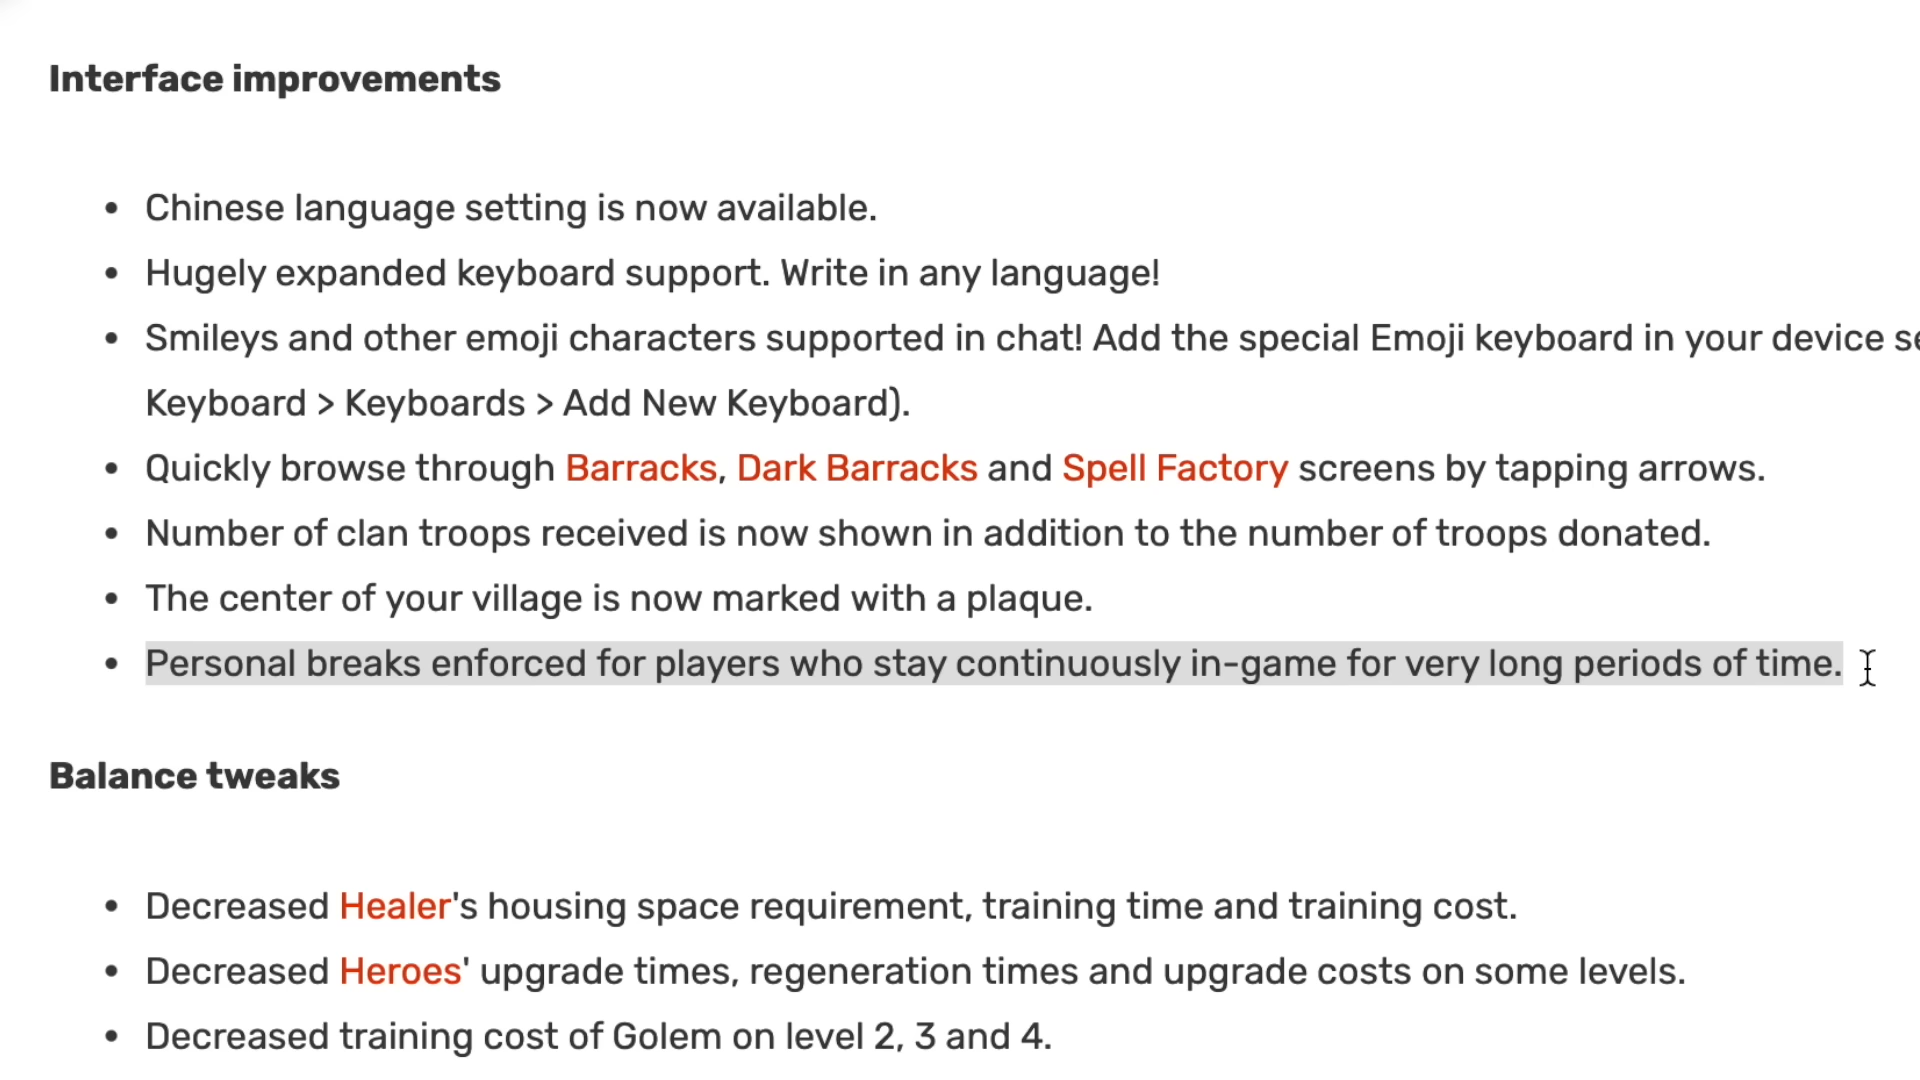 Interface improvements
Chinese language setting is now available.
Hugely expanded keyboard support. Write in any language!
Smileys and other emoji characters supported in chat! Add the special Emoji keyboard in your device
Keyboard > Keyboards > Add New Keyboard).
Quickly browse through Barracks, Dark Barracks and Spell Factory screens by tapping arrows.
Number of clan troops received is now shown in addition to the number of troops donated.
The center of your village is now marked with a plaque.
Personal breaks enforced for players who stay continuously in-game for very long periods of time.
Balance tweaks
Decreased Healer's housing space requirement, training time and training cost.
Decreased Heroes' upgrade times, regeneration times and upgrade costs on some levels.
Decreased training cost of Golem on level 2, 3 and 4.